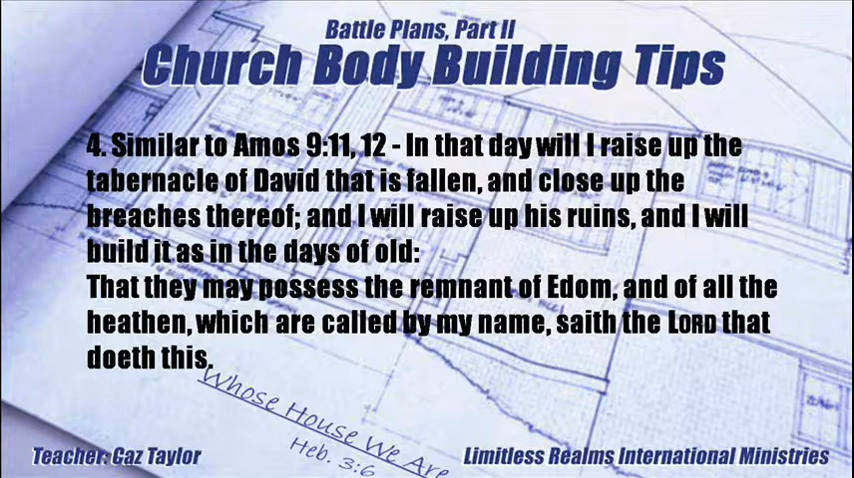 Battle Plans, Part II
Church Body Building Tips
4. Similar to Amos 9:11, 12 - In that day will I raise up the
tabernacle of David that is fallen, and close up the
breaches thereof; and I will raise up his ruins, and I will
build it as in the days of old:
That they may possess the remnant of Edom, and of all the
heathen, which are called by my name, saith the LORD that
doeth this.
Whose House We Are
Heb. 3:6
Teacher: Gaz Taylor
Limitless Realms International Ministries